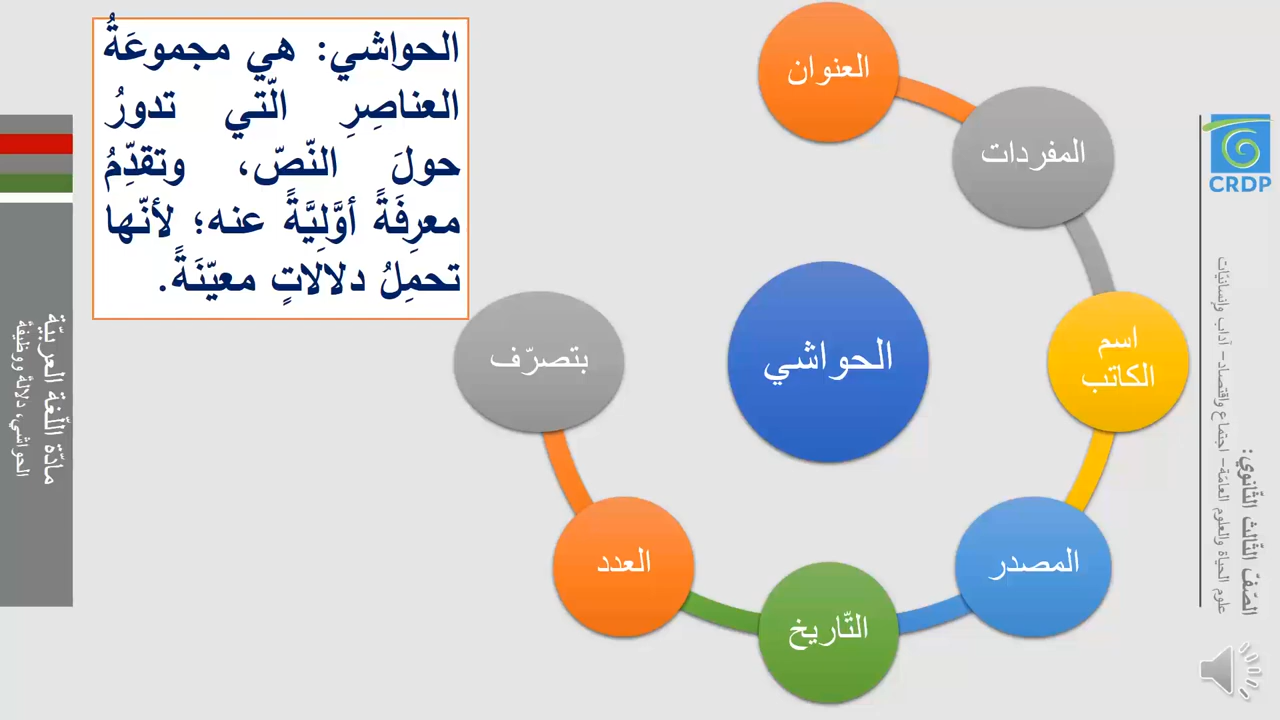 الحواشي: هي مجموعَةُ
العناصِرِ الّتي تدورُ
حولَ النّصّ، وتقدِّمُ
معرِفَةً أوَّلِيَّةً عنه؛ لأنّها
تحمِلُ دلالاتٍ معيّنَةً.
العنوان
المفردات
اسم
الكاتب
المصدر
التّاريخ
العدد
بتصرّف
الحواشي
CRDP
الصّفّ الثّالث الثّانوي:
علوم الحياة والعلوم العامّة- اجتماع واقتصاد- آداب وإنسانيّات
مادّة اللّغة العربيّة
الحواشي، دلالةً ووظيفةً